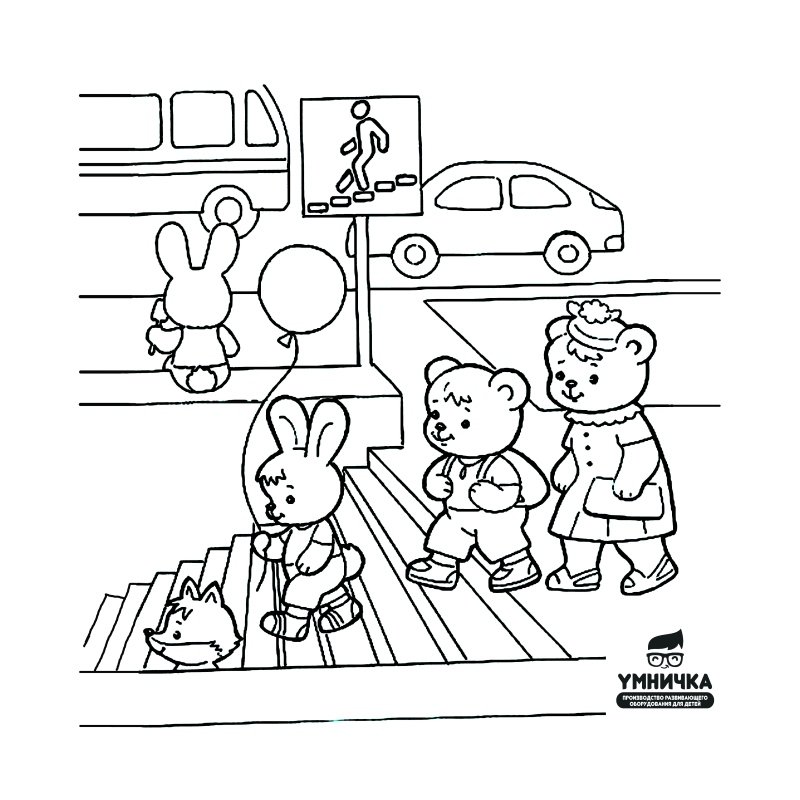 УМНИЧКА
ПРОИЗВОДСТВО РАЗВИВАЮЩЕГО
ОБОРУДОВАНИЯ ДЛЯ ДЕТЕЙ